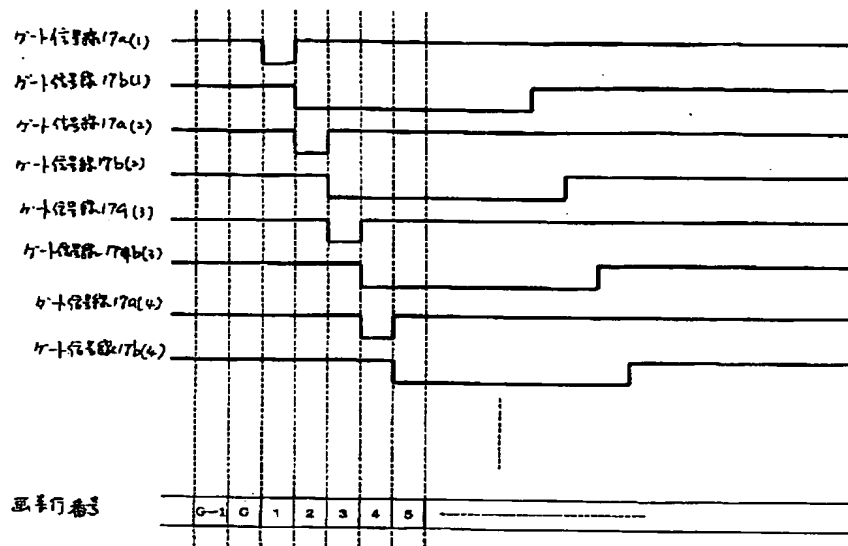 ゲート信号線17a(1)
ゲート信号線17b(1)
ゲート信号線17a(2)
ゲート信号線17b(2)
ゲート信号線17a(3)
ゲート信号線17b(3)
ゲート信号線17a(4)
ゲート信号線17b(4)
画素行番号 G-1 G 1 2 3 4 5